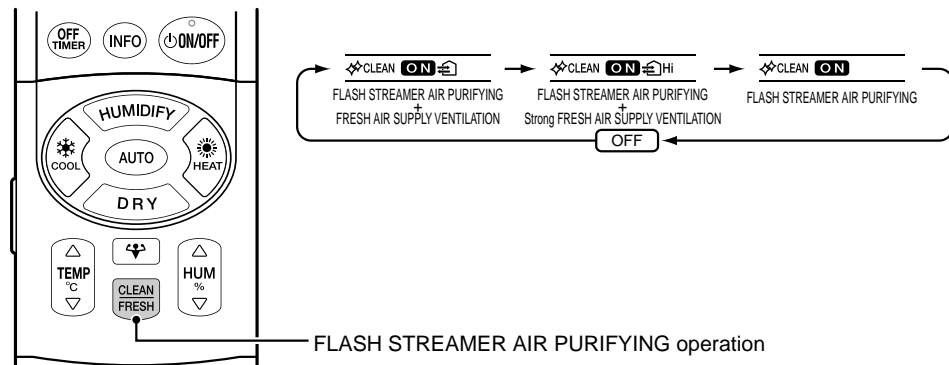 OFF
TIMER
INFO
ON/OFF
HUMIDIFY
COOL
AUTO
HEAT
DRY
TEMP
°C
HUM
%
CLEAN
FRESH
CLEAN ON
FLASH STREAMER AIR PURIFYING
+
FRESH AIR SUPPLY VENTILATION
CLEAN ON Hi
FLASH STREAMER AIR PURIFYING
+
Strong FRESH AIR SUPPLY VENTILATION
CLEAN ON
FLASH STREAMER AIR PURIFYING
OFF
FLASH STREAMER AIR PURIFYING operation